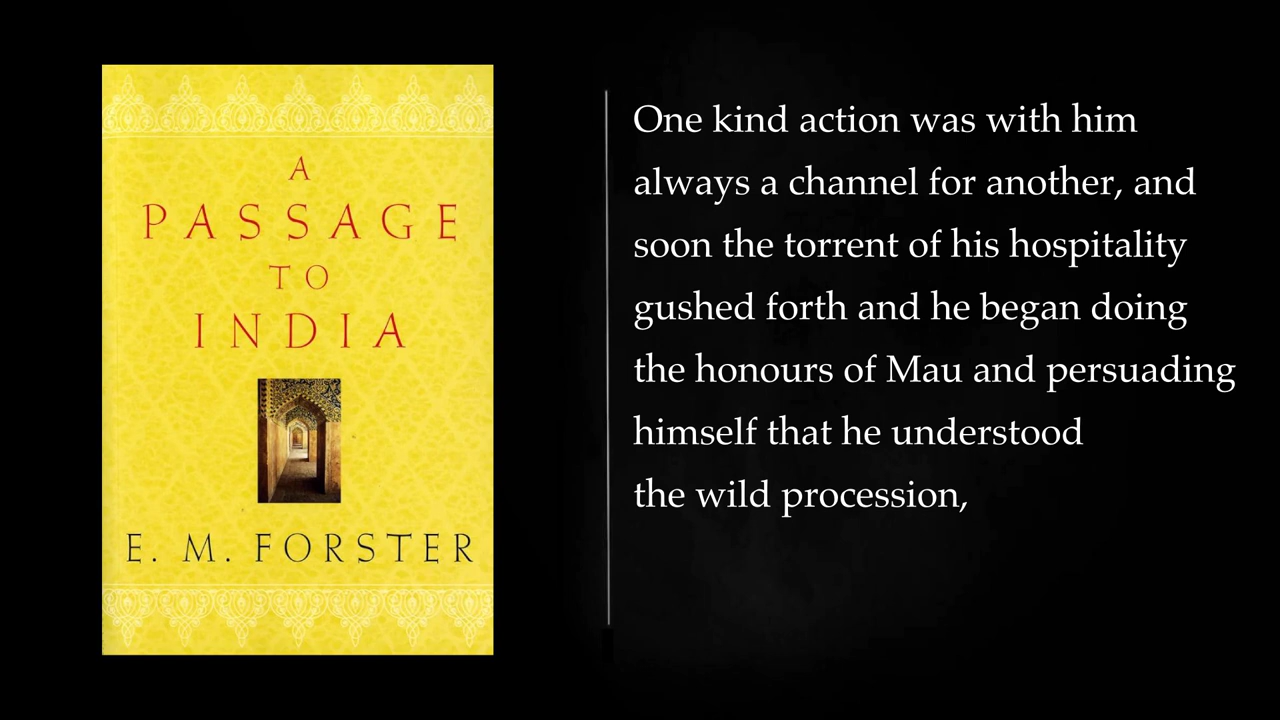 A
PASSAGE
TO
INDIA
E. M. FORSTER
One kind action was with him
always a channel for another, and
soon the torrent of his hospitality
gushed forth and he began doing
the honours of Mau and persuading
himself that he understood
the wild procession,